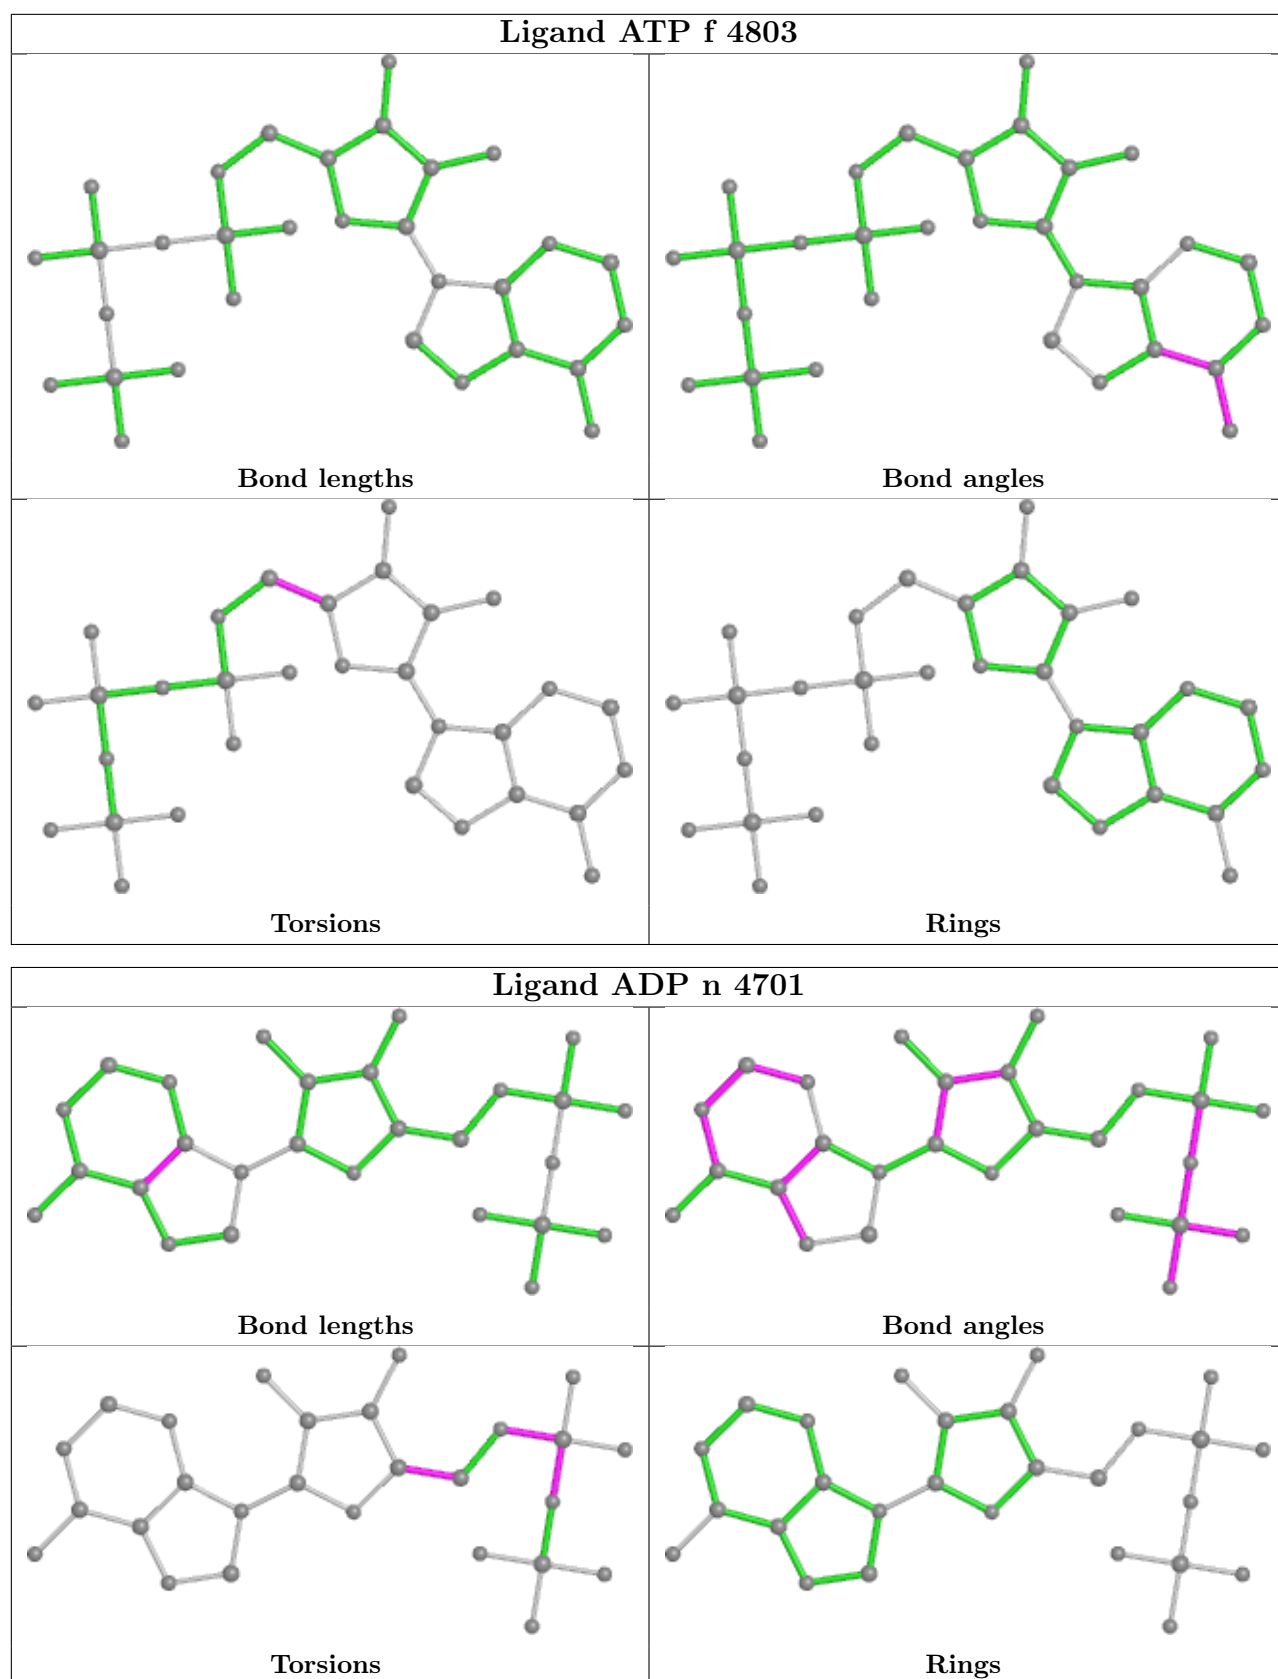 Ligand ATP f 4803
Bond lengths
Bond angles
Torsions
Rings
Ligand ADP n 4701
Bond lengths
Bond angles
Torsions
Rings